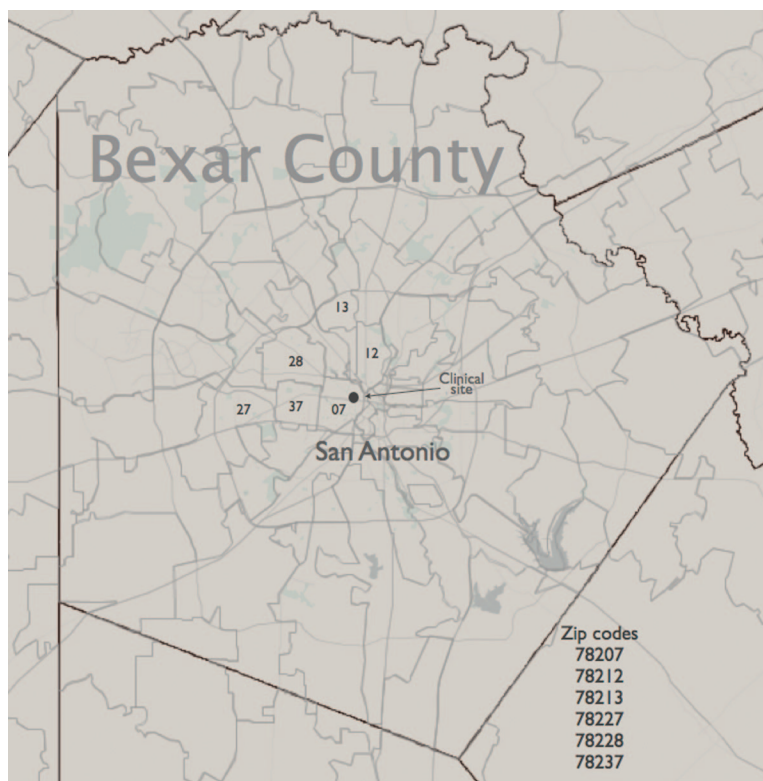 Bexar County
13
12
28
Clinical
site
27
37
07
San Antonio
Zip codes
78207
78212
78213
78227
78228
78237